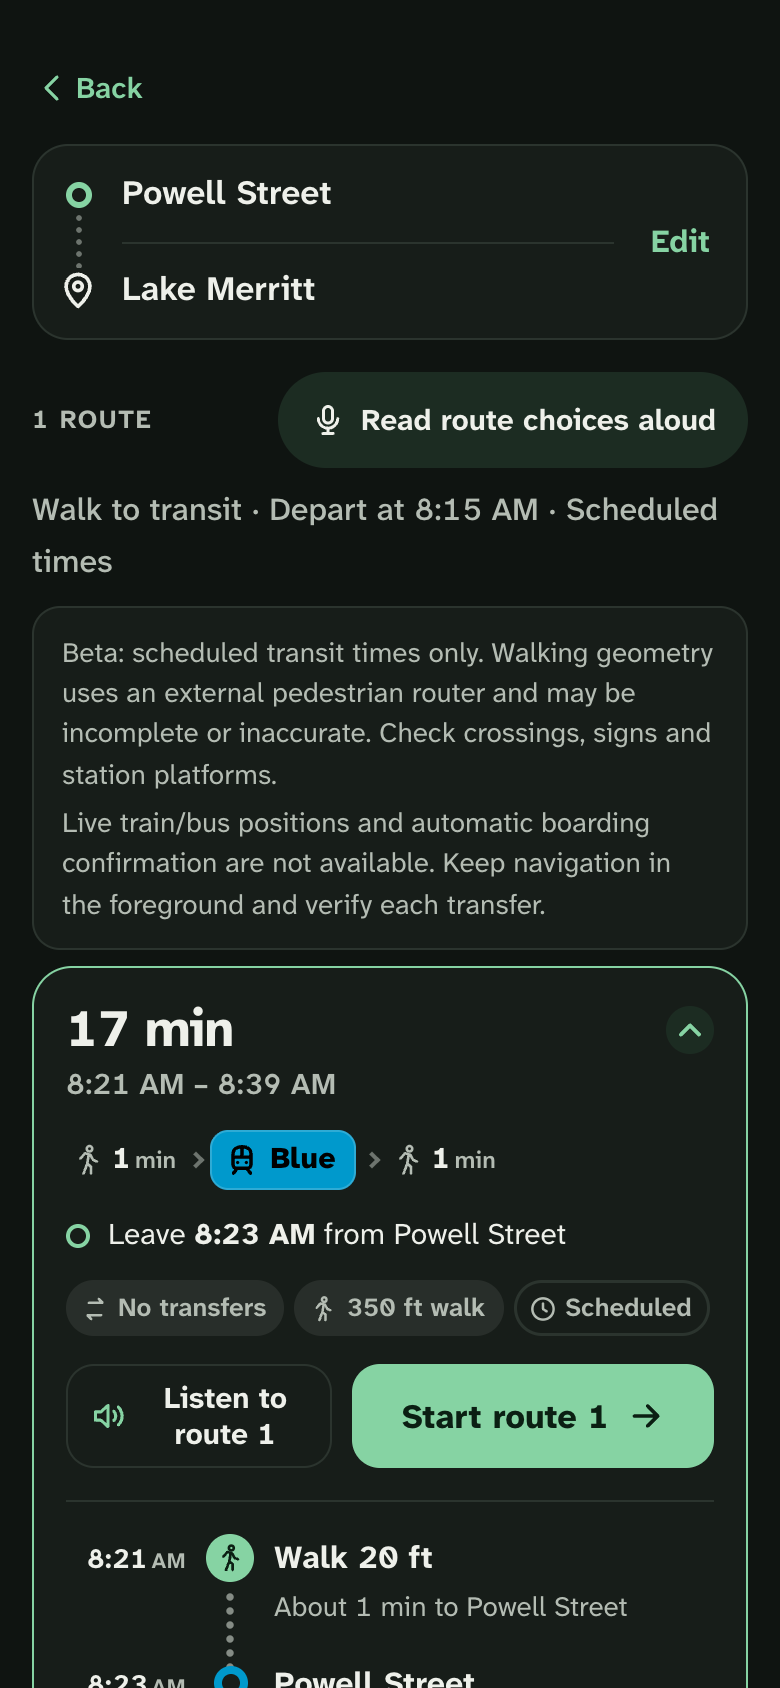 Back
Powell Street
Edit
Lake Merritt
1 ROUTE
Read route choices aloud
Walk to transit · Depart at 8:15 AM · Scheduled
times
Beta: scheduled transit times only. Walking geometry
uses an external pedestrian router and may be
incomplete or inaccurate. Check crossings, signs and
station platforms.
Live train/bus positions and automatic boarding
confirmation are not available. Keep navigation in
the foreground and verify each transfer.
17 min
8:21 AM – 8:39 AM
1 min > Blue > 1 min
Leave 8:23 AM from Powell Street
No transfers 350 ft walk Scheduled
Listen to
route 1
Start route 1 →
8:21 AM Walk 20 ft
About 1 min to Powell Street
8:23 AM Powell Street